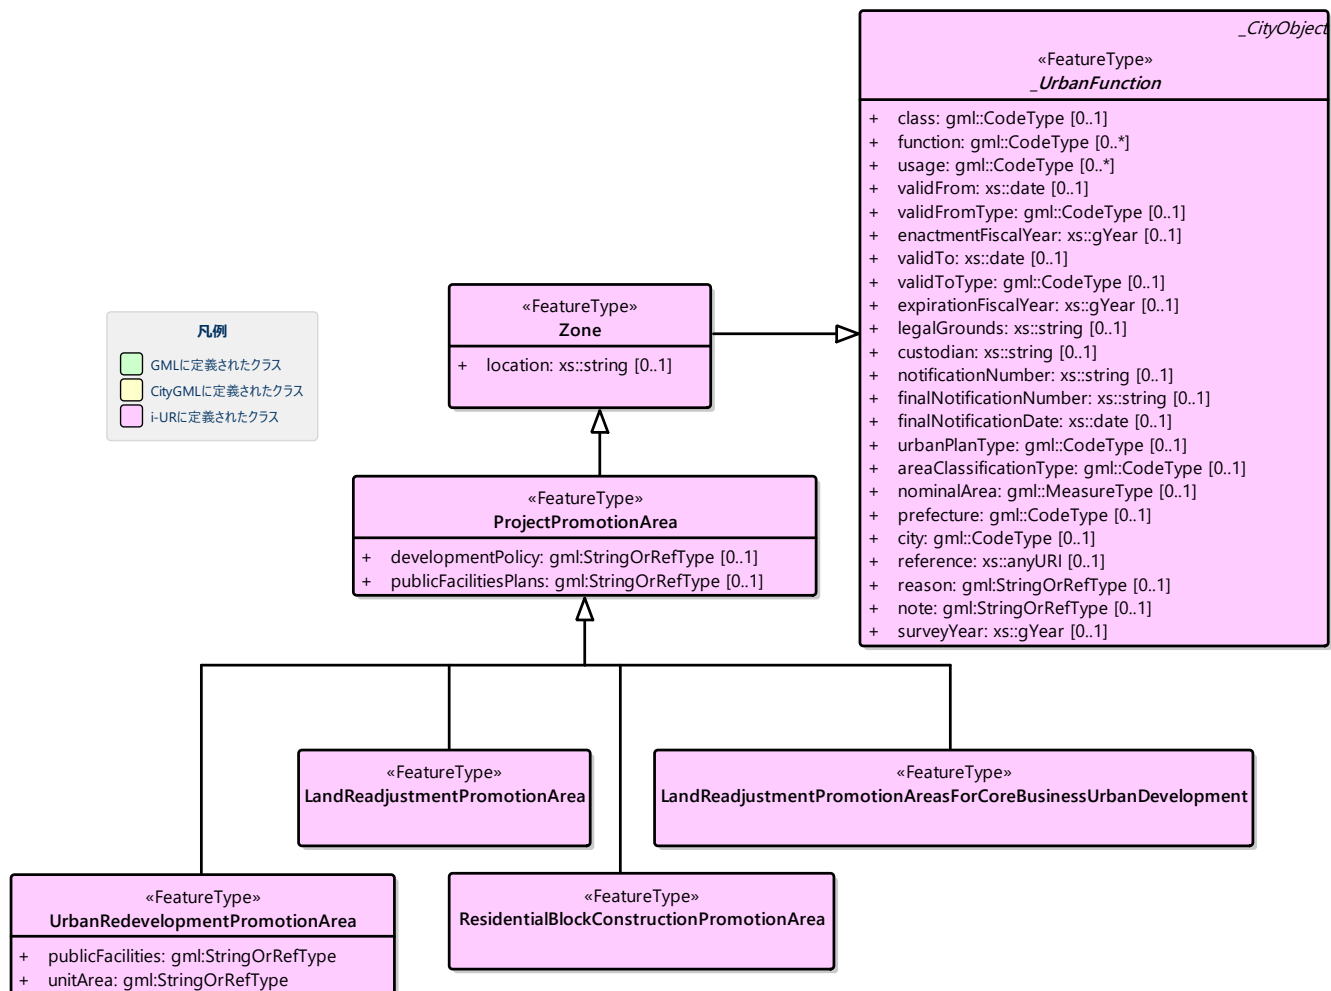 _CityObject
«FeatureType»
_UrbanFunction
+ class: gml::CodeType [0..1]
+ function: gml::CodeType [0..*]
+ usage: gml::CodeType [0..*]
+ validFrom: xs::date [0..1]
+ validFromType: gml::CodeType [0..1]
+ enactmentFiscalYear: xs::gYear [0..1]
+ validTo: xs::date [0..1]
+ validToType: gml::CodeType [0..1]
+ expirationFiscalYear: xs::gYear [0..1]
+ legalGrounds: xs::string [0..1]
+ custodian: xs::string [0..1]
+ notificationNumber: xs::string [0..1]
+ finalNotificationNumber: xs::string [0..1]
+ finalNotificationDate: xs::date [0..1]
+ urbanPlanType: gml::CodeType [0..1]
+ areaClassificationType: gml::CodeType [0..1]
+ nominalArea: gml::MeasureType [0..1]
+ prefecture: gml::CodeType [0..1]
+ city: gml::CodeType [0..1]
+ reference: xs::anyURI [0..1]
+ reason: gml:StringOrRefType [0..1]
+ note: gml:StringOrRefType [0..1]
+ surveyYear: xs::gYear [0..1]
«FeatureType»
Zone
+ location: xs::string [0..1]
凡例
GMLに定義されたクラス
CityGMLに定義されたクラス
i-URに定義されたクラス
«FeatureType»
ProjectPromotionArea
+ developmentPolicy: gml:StringOrRefType [0..1]
+ publicFacilitiesPlans: gml:StringOrRefType [0..1]
«FeatureType»
LandReadjustmentPromotionArea
«FeatureType»
LandReadjustmentPromotionAreasForCoreBusinessUrbanDevelopment
«FeatureType»
UrbanRedevelopmentPromotionArea
+ publicFacilities: gml:StringOrRefType
+ unitArea: gml:StringOrRefType
«FeatureType»
ResidentialBlockConstructionPromotionArea